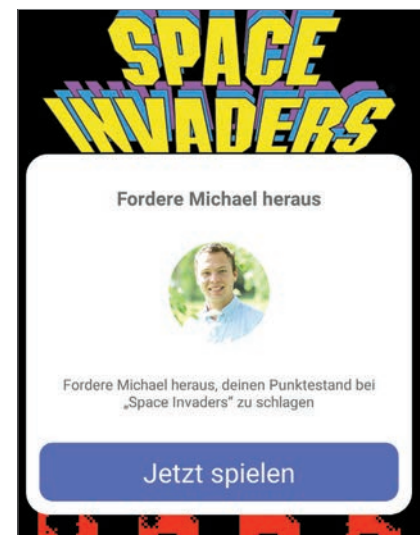 SPACE
INVADERS
Fordere Michael heraus
Fordere Michael heraus, deinen Punktestand bei
„Space Invaders“ zu schlagen
Jetzt spielen